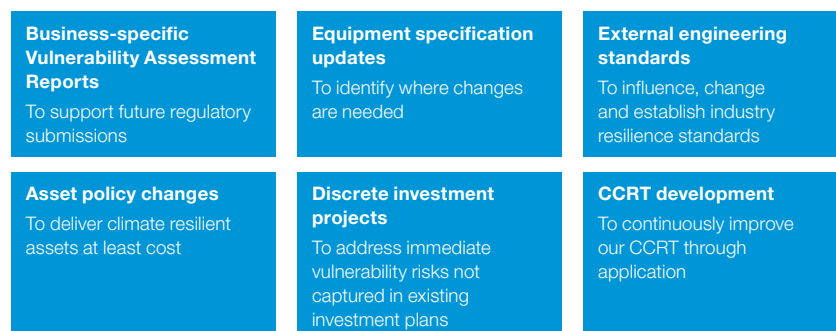 Business-specific
Vulnerability Assessment
Reports
To support future regulatory
submissions
Equipment specification
updates
To identify where changes
are needed
External engineering
standards
To influence, change
and establish industry
resilience standards
Asset policy changes
To deliver climate resilient
assets at least cost
Discrete investment
projects
To address immediate
vulnerability risks not
captured in existing
investment plans
CCRT development
To continuously improve
our CCRT through
application